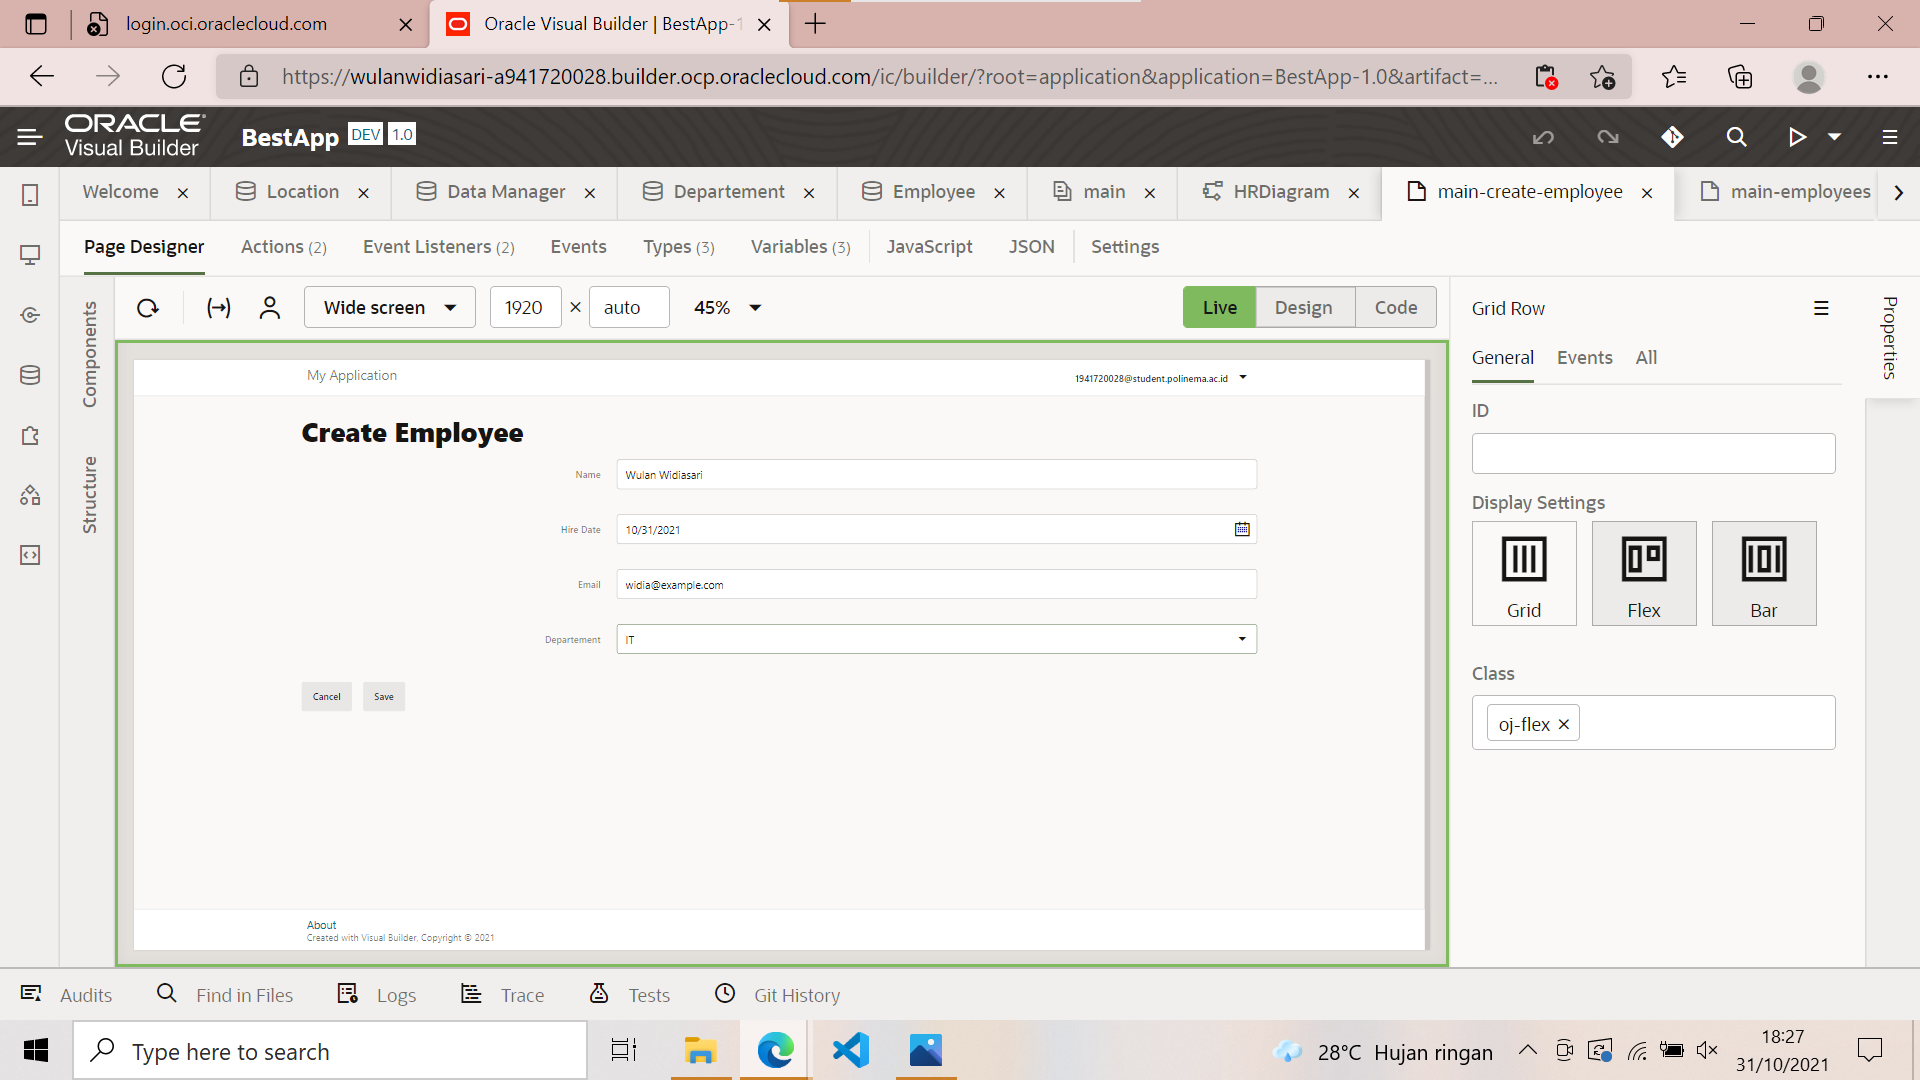 login.oci.oraclecloud.com
Oracle Visual Builder | BestApp-1
https://wulanwidiasari-a941720028.builder.ocp.oraclecloud.com/ic/builder/?root=application&application=BestApp-1.0&artifact=...
ORACLE
Visual Builder
BestApp DEV 1.0
Welcome Location Data Manager Departement Employee main HRDiagram main-create-employee main-employees
Page Designer Actions (2) Event Listeners (2) Events Types (3) Variables (3) JavaScript JSON Settings
Components
Structure
Wide screen 1920 × auto 45% Live Design Code
My Application 1941720028@student.polinema.ac.id
Create Employee
Name Wulan Widiasari
Hire Date 10/31/2021
Email widia@example.com
Departement IT
Cancel Save
About
Created with Visual Builder. Copyright © 2021
Grid Row
General Events All
ID
Display Settings
Grid Flex Bar
Class
oj-flex
Properties
Audits Find in Files Logs Trace Tests Git History
Type here to search
28°C Hujan ringan
18:27
31/10/2021